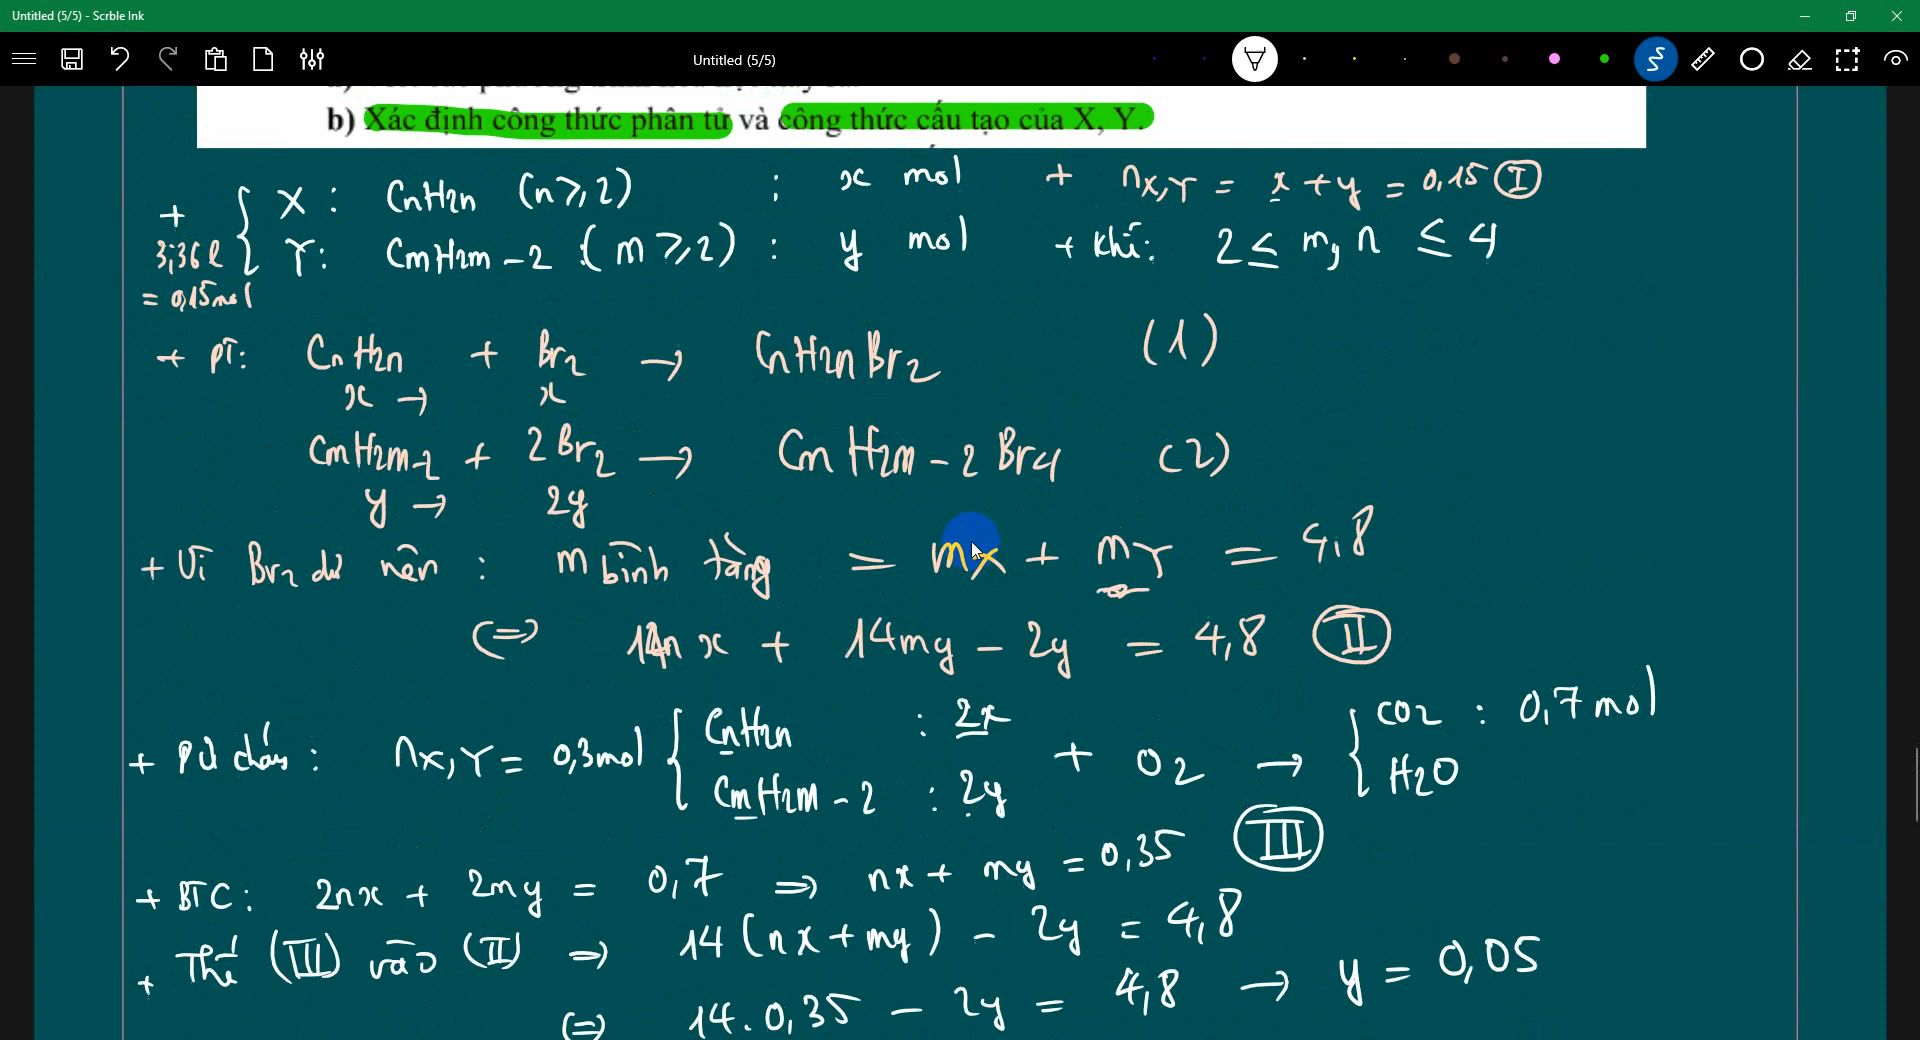 Untitled (5/5) - Scrble Ink
Untitled (5/5)
b) Xác định công thức phân tử và công thức cấu tạo của X, Y.
+ 3,36 l = 0,15 mol
X : CnH2n (n ≥ 2) ; x mol + nX,Y = x + y = 0,15 (I)
Y : CmH2m-2 (m ≥ 2) : y mol + khí: 2 ≤ m, n ≤ 4
+ PT: CnH2n + Br2 → CnH2nBr2 (1)
x → x
CmH2m-2 + 2Br2 → CmH2m-2Br4 (2)
y → 2y
+ Vì Br2 dư nên : m bình tăng = mX + mY = 4,8
(=) 14nx + 14my - 2y = 4,8 (II)
+ PƯ cháy : nX,Y = 0,3mol { CnH2n : 2x + O2 → { CO2 : 0,7 mol
CmH2m-2 : 2y H2O
+ BTC : 2nx + 2my = 0,7 ⇒ nx + my = 0,35 (III)
+ Thế (III) vào (II) ⇒ 14(nx+my) - 2y = 4,8
(=) 14.0,35 - 2y = 4,8 → y = 0,05